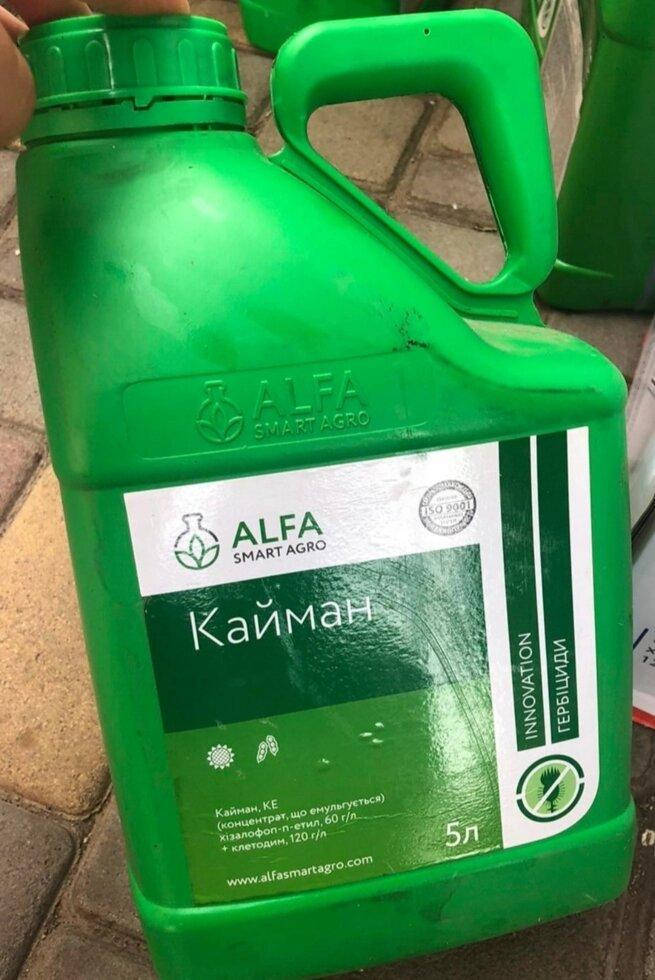 ALFA
SMART AGRO
ALFA
SMART AGRO
ISO 9001
Кайман
INNOVATION
ГЕРБІЦИДИ
Кайман, КЕ
(концентрат, що емульгується)
хізалофоп-п-етил, 60 г/л
+ клетодим, 120 г/л
5л
www.alfasmartagro.com